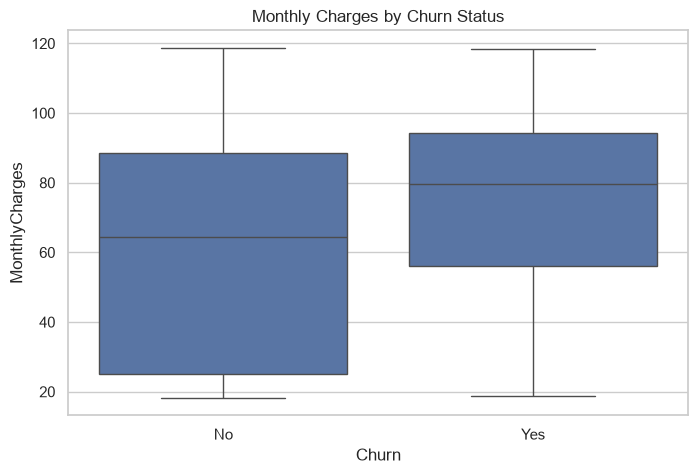 Monthly Charges by Churn Status
120
100
80
60
40
20
MonthlyCharges
No
Yes
Churn